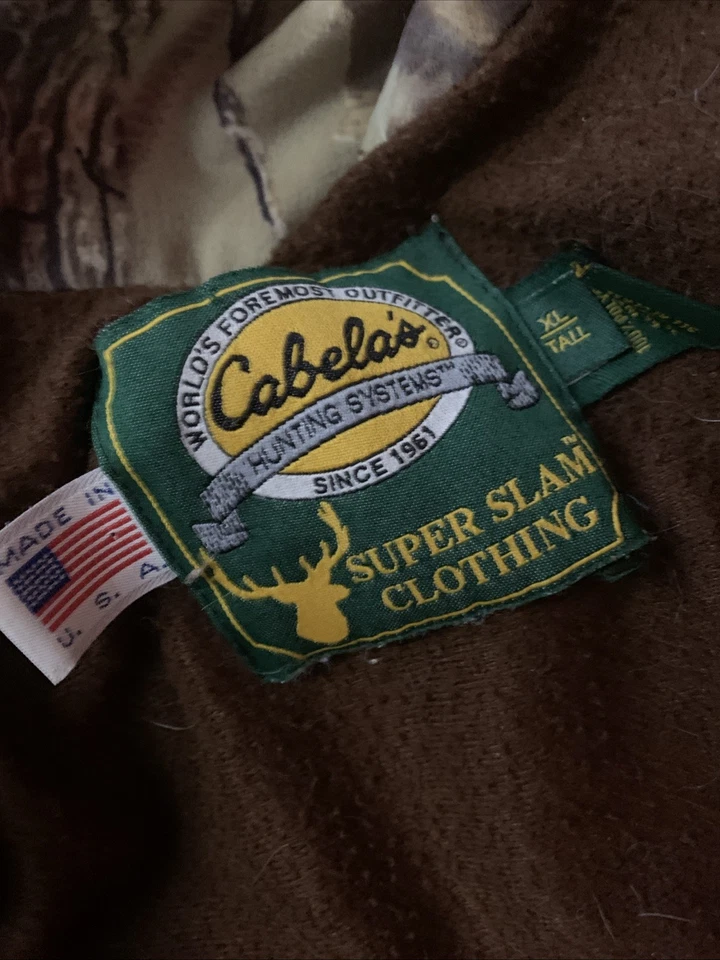 WORLD'S FOREMOST OUTFITTER®
Cabela's®
HUNTING SYSTEMS™
SINCE 1961
SUPER SLAM™
CLOTHING
XL
TALL
MADE IN
U. S. A.